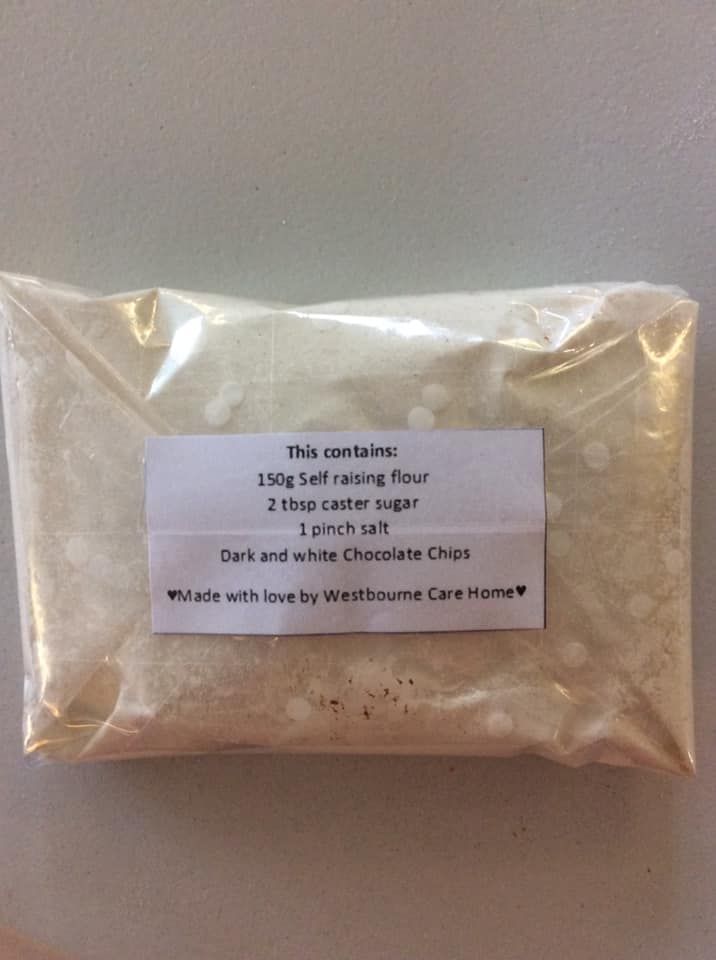 This contains:
150g Self raising flour
2 tbsp caster sugar
1 pinch salt
Dark and white Chocolate Chips
♥Made with love by Westbourne Care Home♥